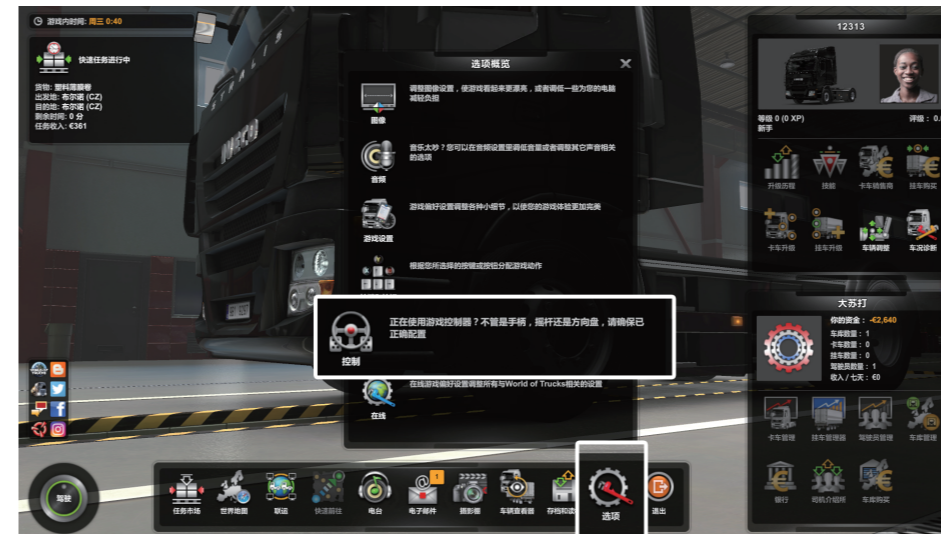 游戏内时间: 周三 0:40
快速任务进行中
货物: 塑料薄膜卷
出发地: 布尔诺 (CZ)
目的地: 布尔诺 (CZ)
剩余时间: 0 分
任务收入: €361
选项概览
调整图像设置，使游戏看起来更漂亮，或者调低一些为您的电脑
减轻负担
图像
音乐太吵？您可以在音频设置里调低音量或者调整其它声音相关
的选项
音频
游戏偏好设置调整各种小细节，以使您的游戏体验更加完美
游戏设置
根据您所选择的按键或按钮分配游戏动作
正在使用游戏控制器？不管是手柄，摇杆还是方向盘，请确保已
正确配置
控制
在线游戏偏好设置调整所有与World of Trucks相关的设置
在线
12313
等级 0 (0 XP)
评级： 0.
新手
升级历程
技能
卡车销售商
挂车购买
卡车升级
挂车升级
车辆调整
车况诊断
大苏打
你的资金： -€2,640
车库数量： 1
卡车数量： 0
挂车数量： 0
驾驶员数量： 1
收入 / 七天： €0
卡车管理
挂车管理器
驾驶员管理
车库管理
银行
司机介绍所
车库购买
驾驶
任务市场
世界地图
联运
快速前往
电台
1
电子邮件
摄影棚
车辆查看器
存档和读
选项
退出
IVECO